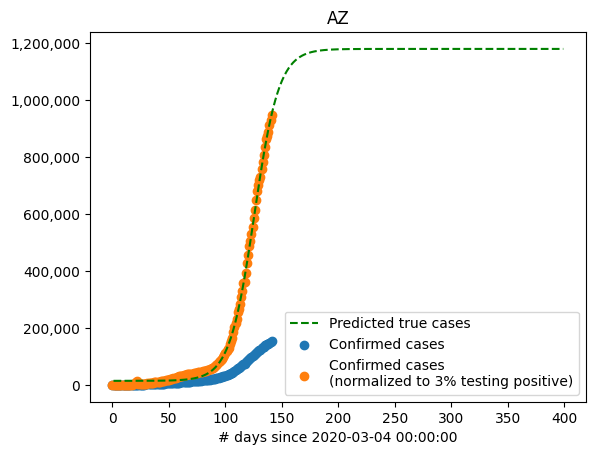 AZ
1,200,000
1,000,000
800,000
600,000
400,000
200,000
0
0 50 100 150 200 250 300 350 400
# days since 2020-03-04 00:00:00
Predicted true cases
Confirmed cases
Confirmed cases
(normalized to 3% testing positive)